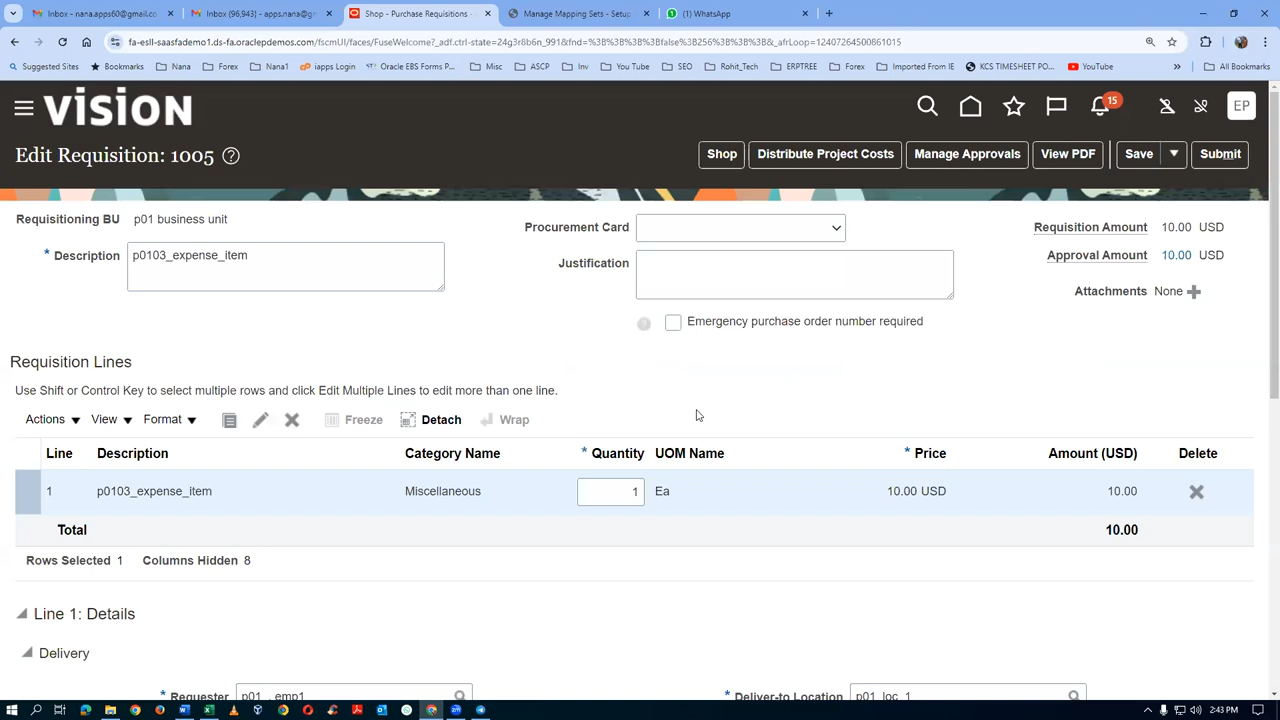 Inbox - nana.apps60@gmail.co
Inbox (96,943) - apps.nana@gr
Shop - Purchase Requisitions -
Manage Mapping Sets - Setup
(1) WhatsApp
fa-esll-saasfademo1.ds-fa.oraclepdemos.com/fscmUI/faces/FuseWelcome?_adf.ctrl-state=24g3r8b6n_991&fnd=%3B%3B%3B%3Bfalse%3B256%3B%3B%3B&_afrLoop=12407264500861015
Suggested Sites
Bookmarks
Nana
Forex
Nana1
iapps Login
Oracle EBS Forms P...
Misc
ASCP
Inv
You Tube
SEO
Rohit_Tech
ERPTREE
Forex
Imported From IE
KCS TIMESHEET PO...
YouTube
All Bookmarks
VISION
15
EP
Edit Requisition: 1005
Shop
Distribute Project Costs
Manage Approvals
View PDF
Save
Submit
Requisitioning BU p01 business unit
* Description p0103_expense_item
Procurement Card
Justification
Emergency purchase order number required
Requisition Amount 10.00 USD
Approval Amount 10.00 USD
Attachments None
Requisition Lines
Use Shift or Control Key to select multiple rows and click Edit Multiple Lines to edit more than one line.
Actions View Format Freeze Detach Wrap
Line Description Category Name * Quantity UOM Name * Price Amount (USD) Delete
1 p0103_expense_item Miscellaneous 1 Ea 10.00 USD 10.00
Total 10.00
Rows Selected 1 Columns Hidden 8
Line 1: Details
Delivery
* Requester p01_, emp1
* Deliver-to Location p01_loc_1
2:43 PM